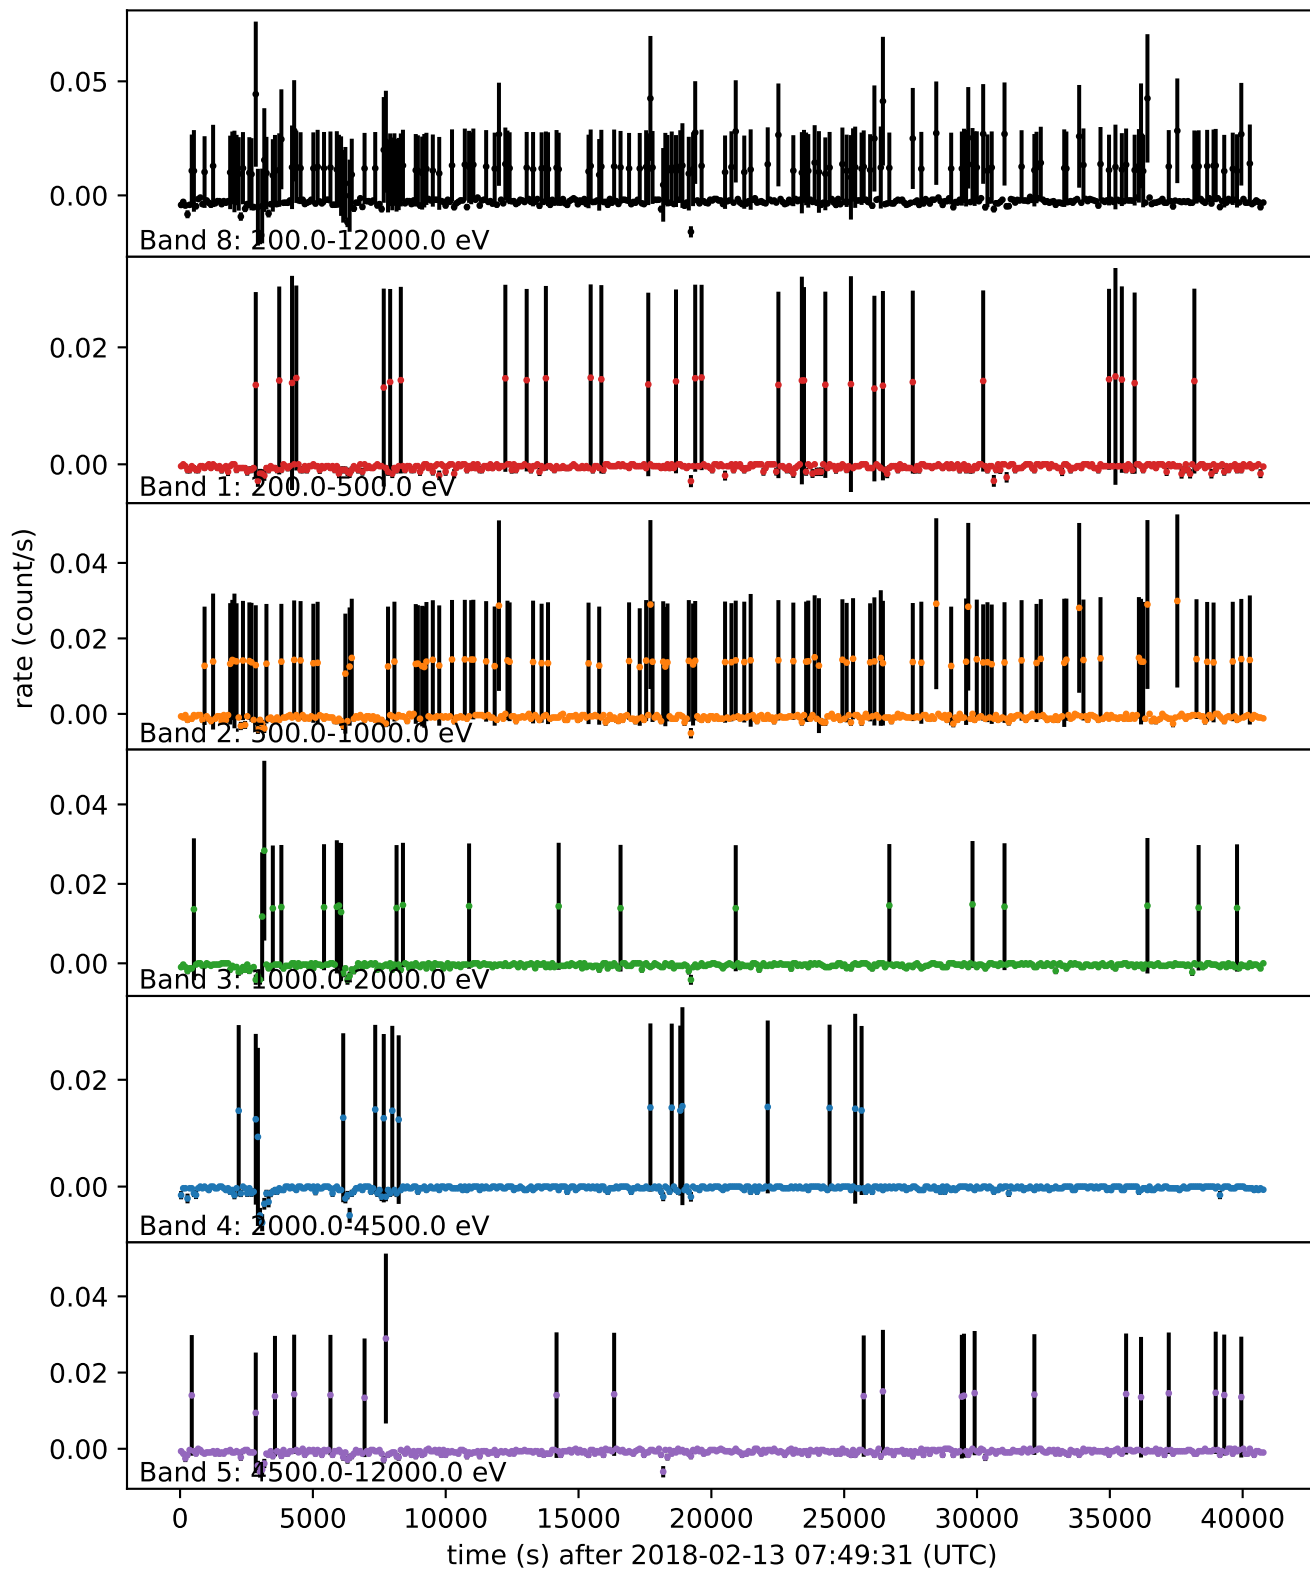 0.05
0.00
Band 8: 200.0-12000.0 eV
0.02
0.00
Band 1: 200.0-500.0 eV
rate (count/s)
0.04
0.02
0.00
Band 2: 500.0-1000.0 eV
0.04
0.02
0.00
Band 3: 1000.0-2000.0 eV
0.02
0.00
Band 4: 2000.0-4500.0 eV
0.04
0.02
0.00
Band 5: 4500.0-12000.0 eV
0 5000 10000 15000 20000 25000 30000 35000 40000
time (s) after 2018-02-13 07:49:31 (UTC)